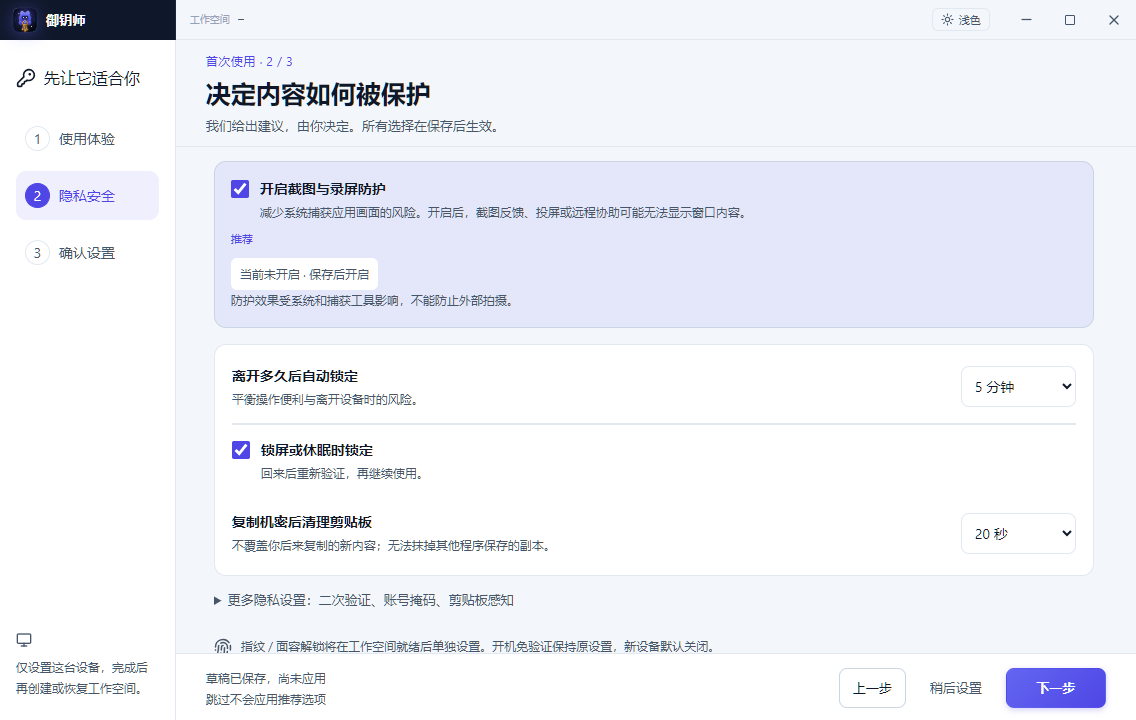 御钥师
工作空间 –
浅色
先让它适合你
1 使用体验
2 隐私安全
3 确认设置
仅设置这台设备，完成后
再创建或恢复工作空间。
首次使用 · 2 / 3
决定内容如何被保护
我们给出建议，由你决定。所有选择在保存后生效。
开启截图与录屏防护
减少系统捕获应用画面的风险。开启后，截图反馈、投屏或远程协助可能无法显示窗口内容。
推荐
当前未开启 · 保存后开启
防护效果受系统和捕获工具影响，不能防止外部拍摄。
离开多久后自动锁定
平衡操作便利与离开设备时的风险。
5 分钟
锁屏或休眠时锁定
回来后重新验证，再继续使用。
复制机密后清理剪贴板
不覆盖你后来复制的新内容；无法抹掉其他程序保存的副本。
20 秒
更多隐私设置：二次验证、账号掩码、剪贴板感知
指纹 / 面容解锁将在工作空间就绪后单独设置。开机免验证保持原设置，新设备默认关闭。
草稿已保存，尚未应用
跳过不会应用推荐选项
上一步
稍后设置
下一步